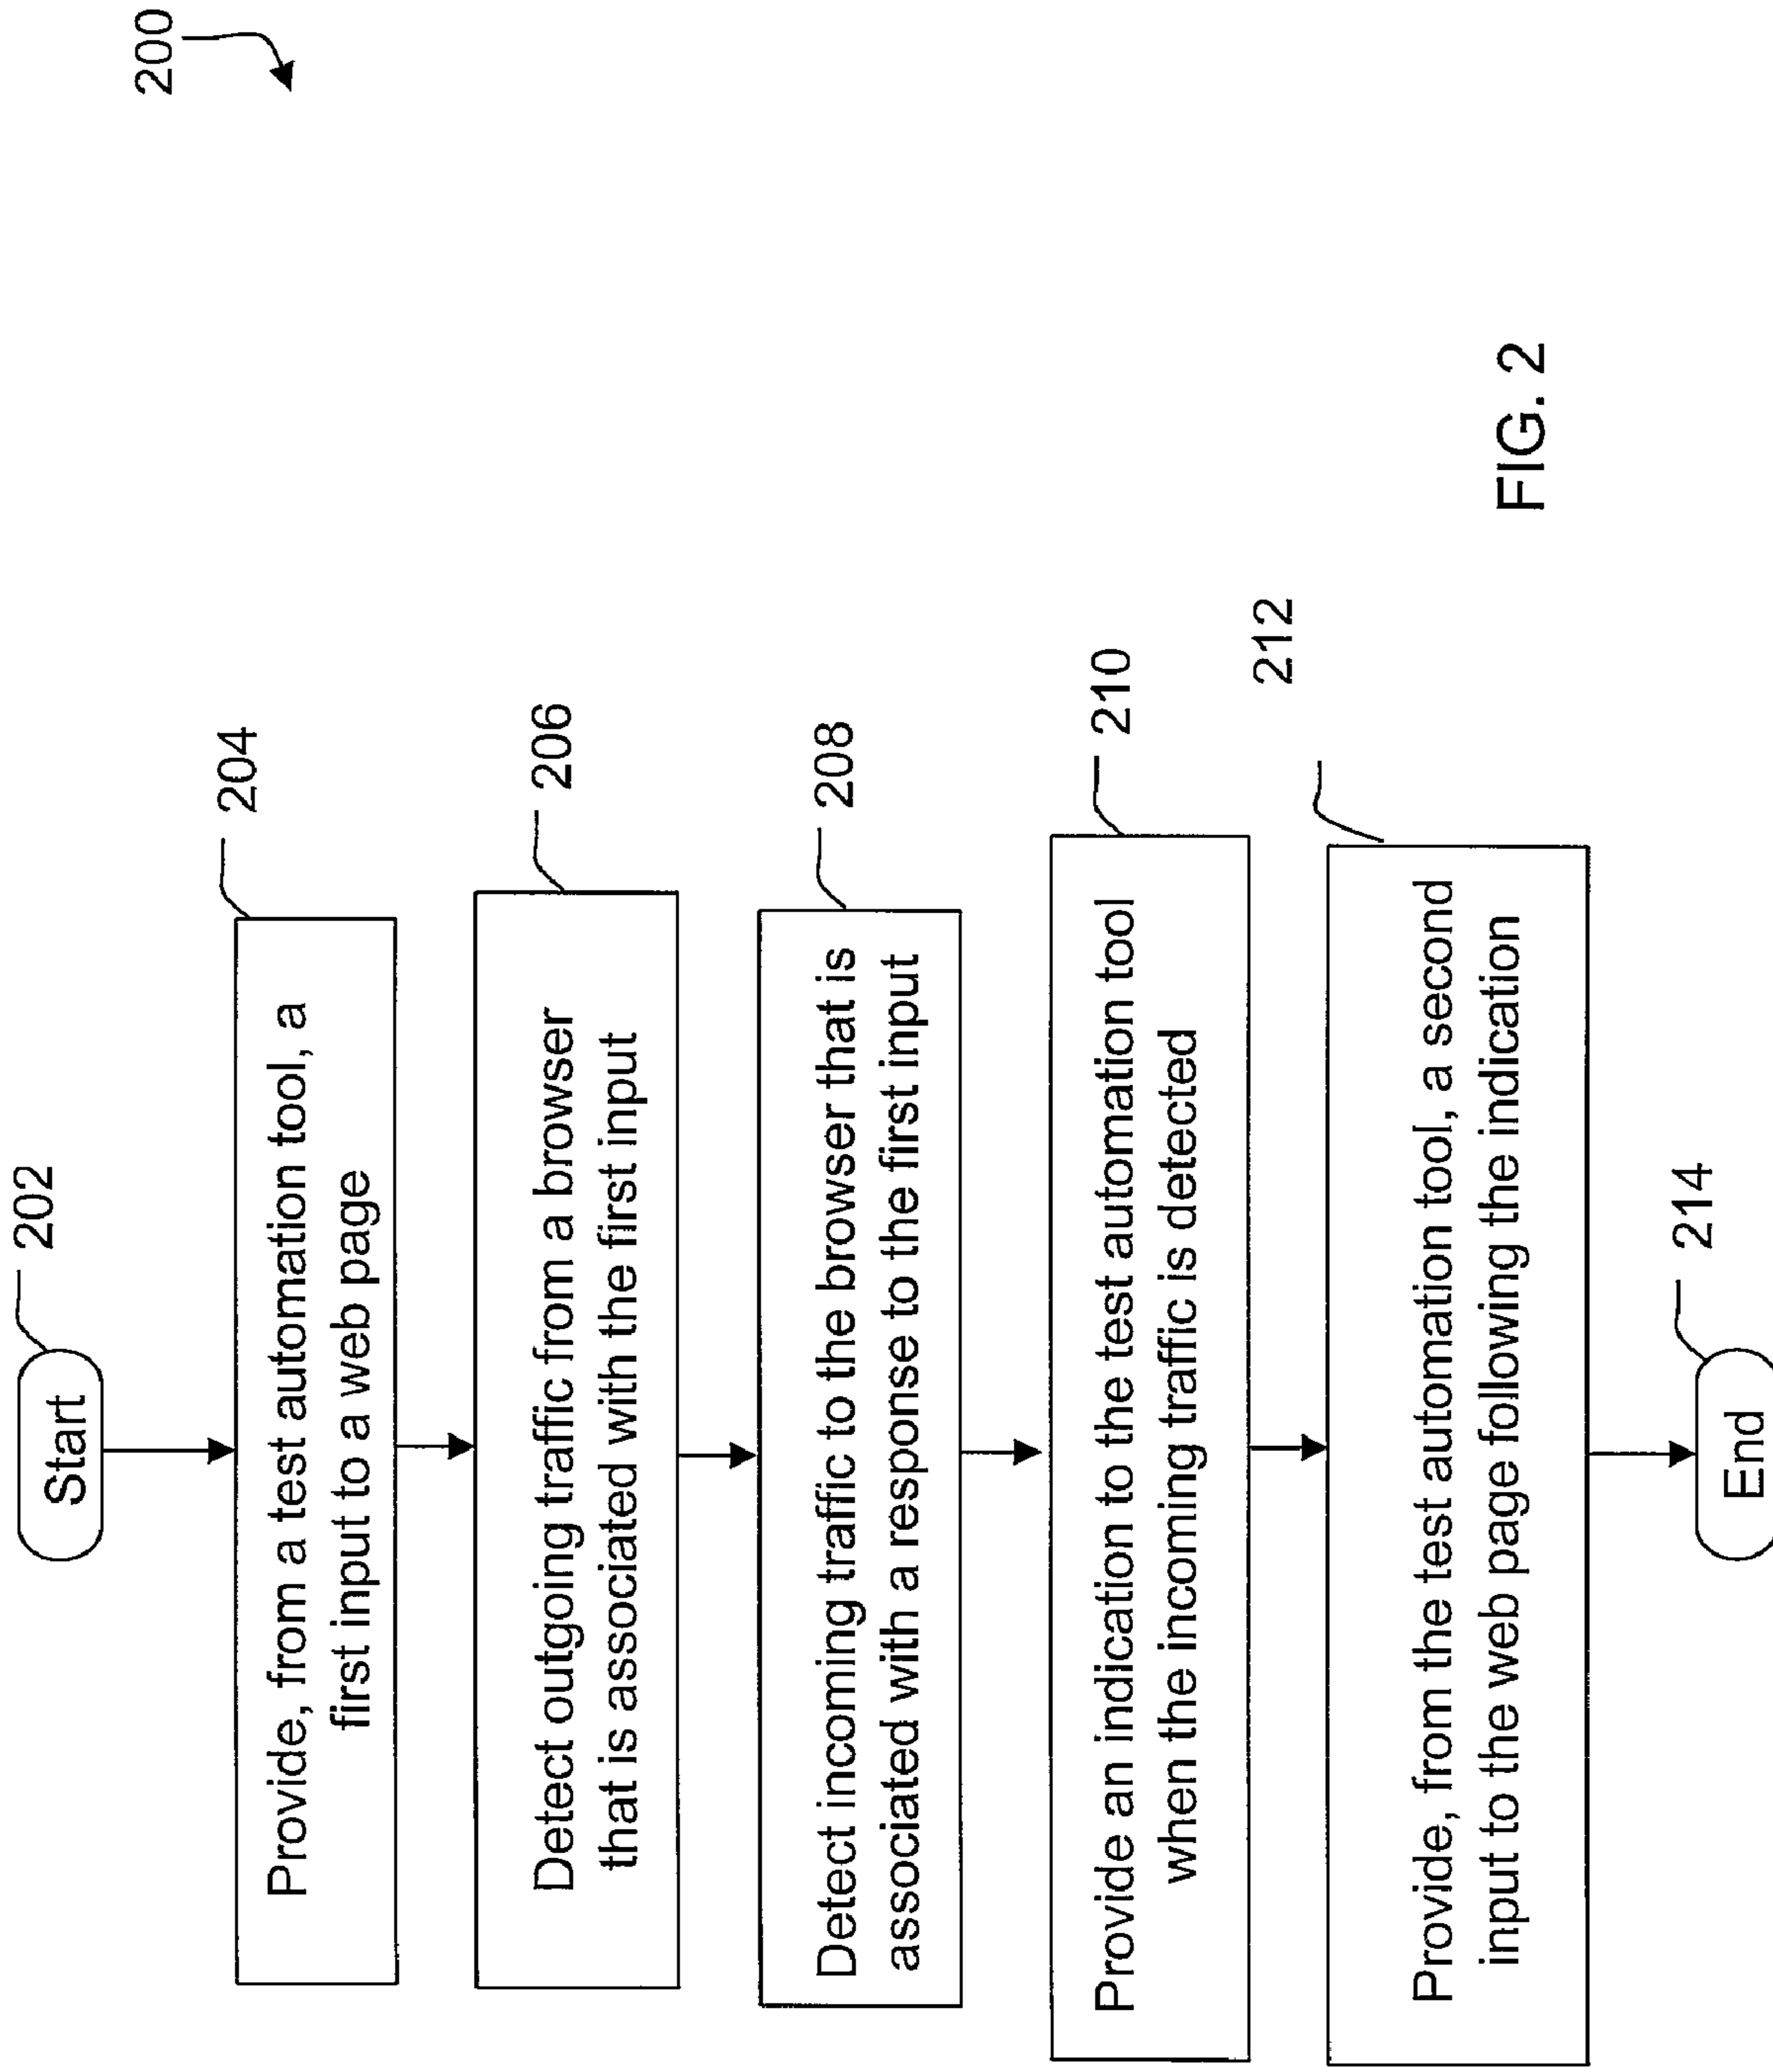 200
Start
202
Provide, from a test automation tool, a
first input to a web page
204
Detect outgoing traffic from a browser
that is associated with the first input
206
Detect incoming traffic to the browser that is
associated with a response to the first input
208
Provide an indication to the test automation tool
when the incoming traffic is detected
210
Provide, from the test automation tool, a second
input to the web page following the indication
212
End
214
FIG. 2